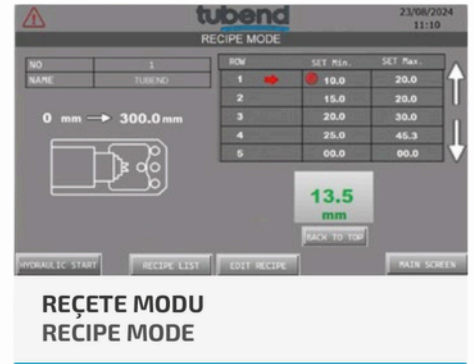 tubend
23/08/2024
11:10
RECIPE MODE
NO 1
NAME TUBEND
0 mm 300.0 mm
ROW SET Min. SET Max.
1 10.0 20.0
2 15.0 20.0
3 20.0 30.0
4 25.0 45.3
5 00.0 00.0
13.5
mm
BACK TO TOP
HYDRAULIC START RECIPE LIST EDIT RECIPE MAIN SCREEN
REÇETE MODU
RECIPE MODE